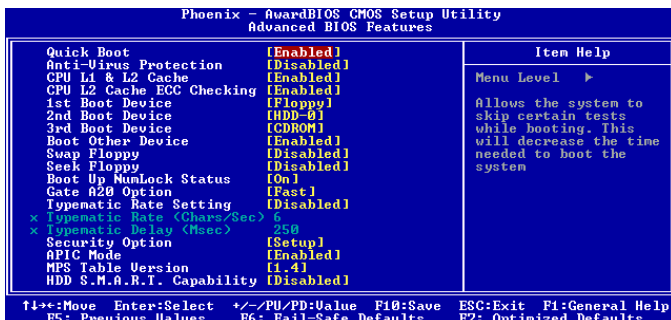 Phoenix - AwardBIOS CMOS Setup Utility
Advanced BIOS Features
Quick Boot [Enabled]
Anti-Virus Protection [Disabled]
CPU L1 & L2 Cache [Enabled]
CPU L2 Cache ECC Checking [Enabled]
1st Boot Device [Floppy]
2nd Boot Device [HDD-0]
3rd Boot Device [CDROM]
Boot Other Device [Enabled]
Swap Floppy [Disabled]
Seek Floppy [Disabled]
Boot Up NumLock Status [On]
Gate A20 Option [Fast]
Typematic Rate Setting [Disabled]
x Typematic Rate (Chars/Sec) 6
x Typematic Delay (Msec) 250
Security Option [Setup]
APIC Mode [Enabled]
MPS Table Version [1.4]
HDD S.M.A.R.T. Capability [Disabled]
Item Help
Menu Level ►
Allows the system to
skip certain tests
while booting. This
will decrease the time
needed to boot the
system
↑↓→←:Move Enter:Select +/-/PU/PD:Value F10:Save ESC:Exit F1:General Help
F5: Previous Values F6: Fail-Safe Defaults F7: Optimized Defaults